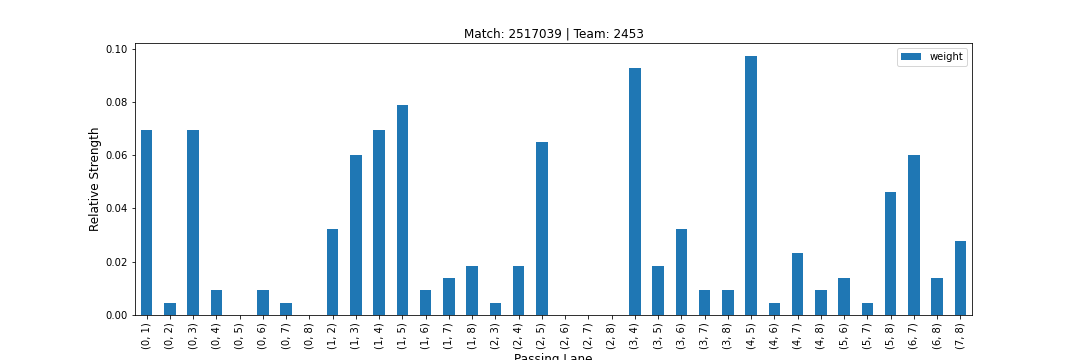 Match: 2517039 | Team: 2453
weight
Relative Strength
0.10
0.08
0.06
0.04
0.02
0.00
(0, 1) (0, 2) (0, 3) (0, 4) (0, 5) (0, 6) (0, 7) (0, 8) (1, 2) (1, 3) (1, 4) (1, 5) (1, 6) (1, 7) (1, 8) (2, 3) (2, 4) (2, 5) (2, 6) (2, 7) (2, 8) (3, 4) (3, 5) (3, 6) (3, 7) (3, 8) (4, 5) (4, 6) (4, 7) (4, 8) (5, 6) (5, 7) (5, 8) (6, 7) (6, 8) (7, 8)
Passing Lane